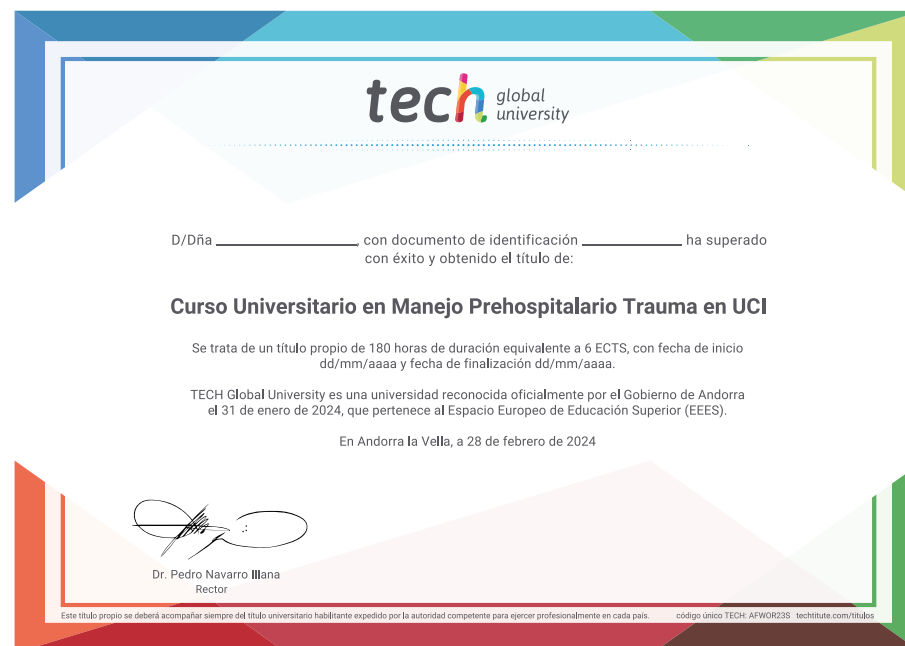 tech global university
D/Dña ____________, con documento de identificación ____________ ha superado
con éxito y obtenido el título de:
Curso Universitario en Manejo Prehospitalario Trauma en UCI
Se trata de un título propio de 180 horas de duración equivalente a 6 ECTS, con fecha de inicio
dd/mm/aaaa y fecha de finalización dd/mm/aaaa.
TECH Global University es una universidad reconocida oficialmente por el Gobierno de Andorra
el 31 de enero de 2024, que pertenece al Espacio Europeo de Educación Superior (EEES).
En Andorra la Vella, a 28 de febrero de 2024
Dr. Pedro Navarro Illana
Rector
Este título propio se deberá acompañar siempre del título universitario habilitante expedido por la autoridad competente para ejercer profesionalmente en cada país. código único TECH: AFWOR23S techtitute.com/titulos